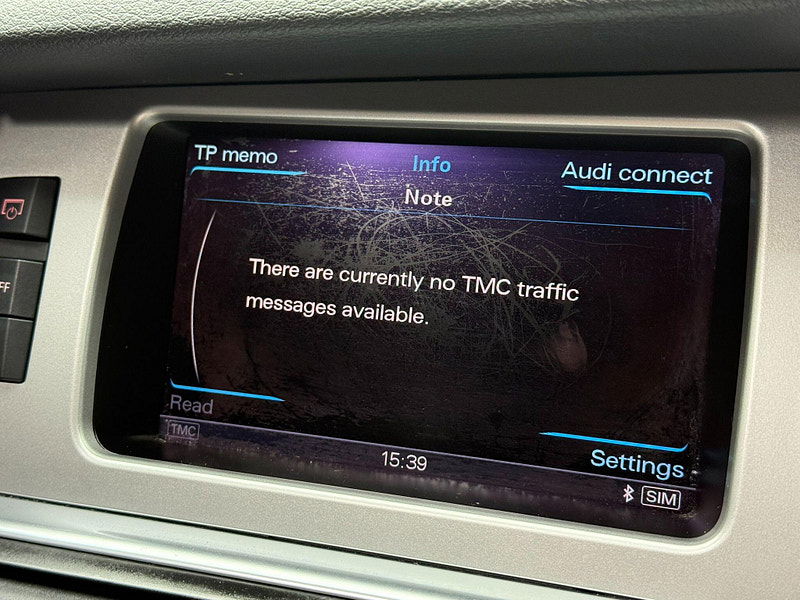 TP memo
Info
Audi connect
Note
There are currently no TMC traffic
messages available.
Read
Settings
TMC
15:39
SIM
FF